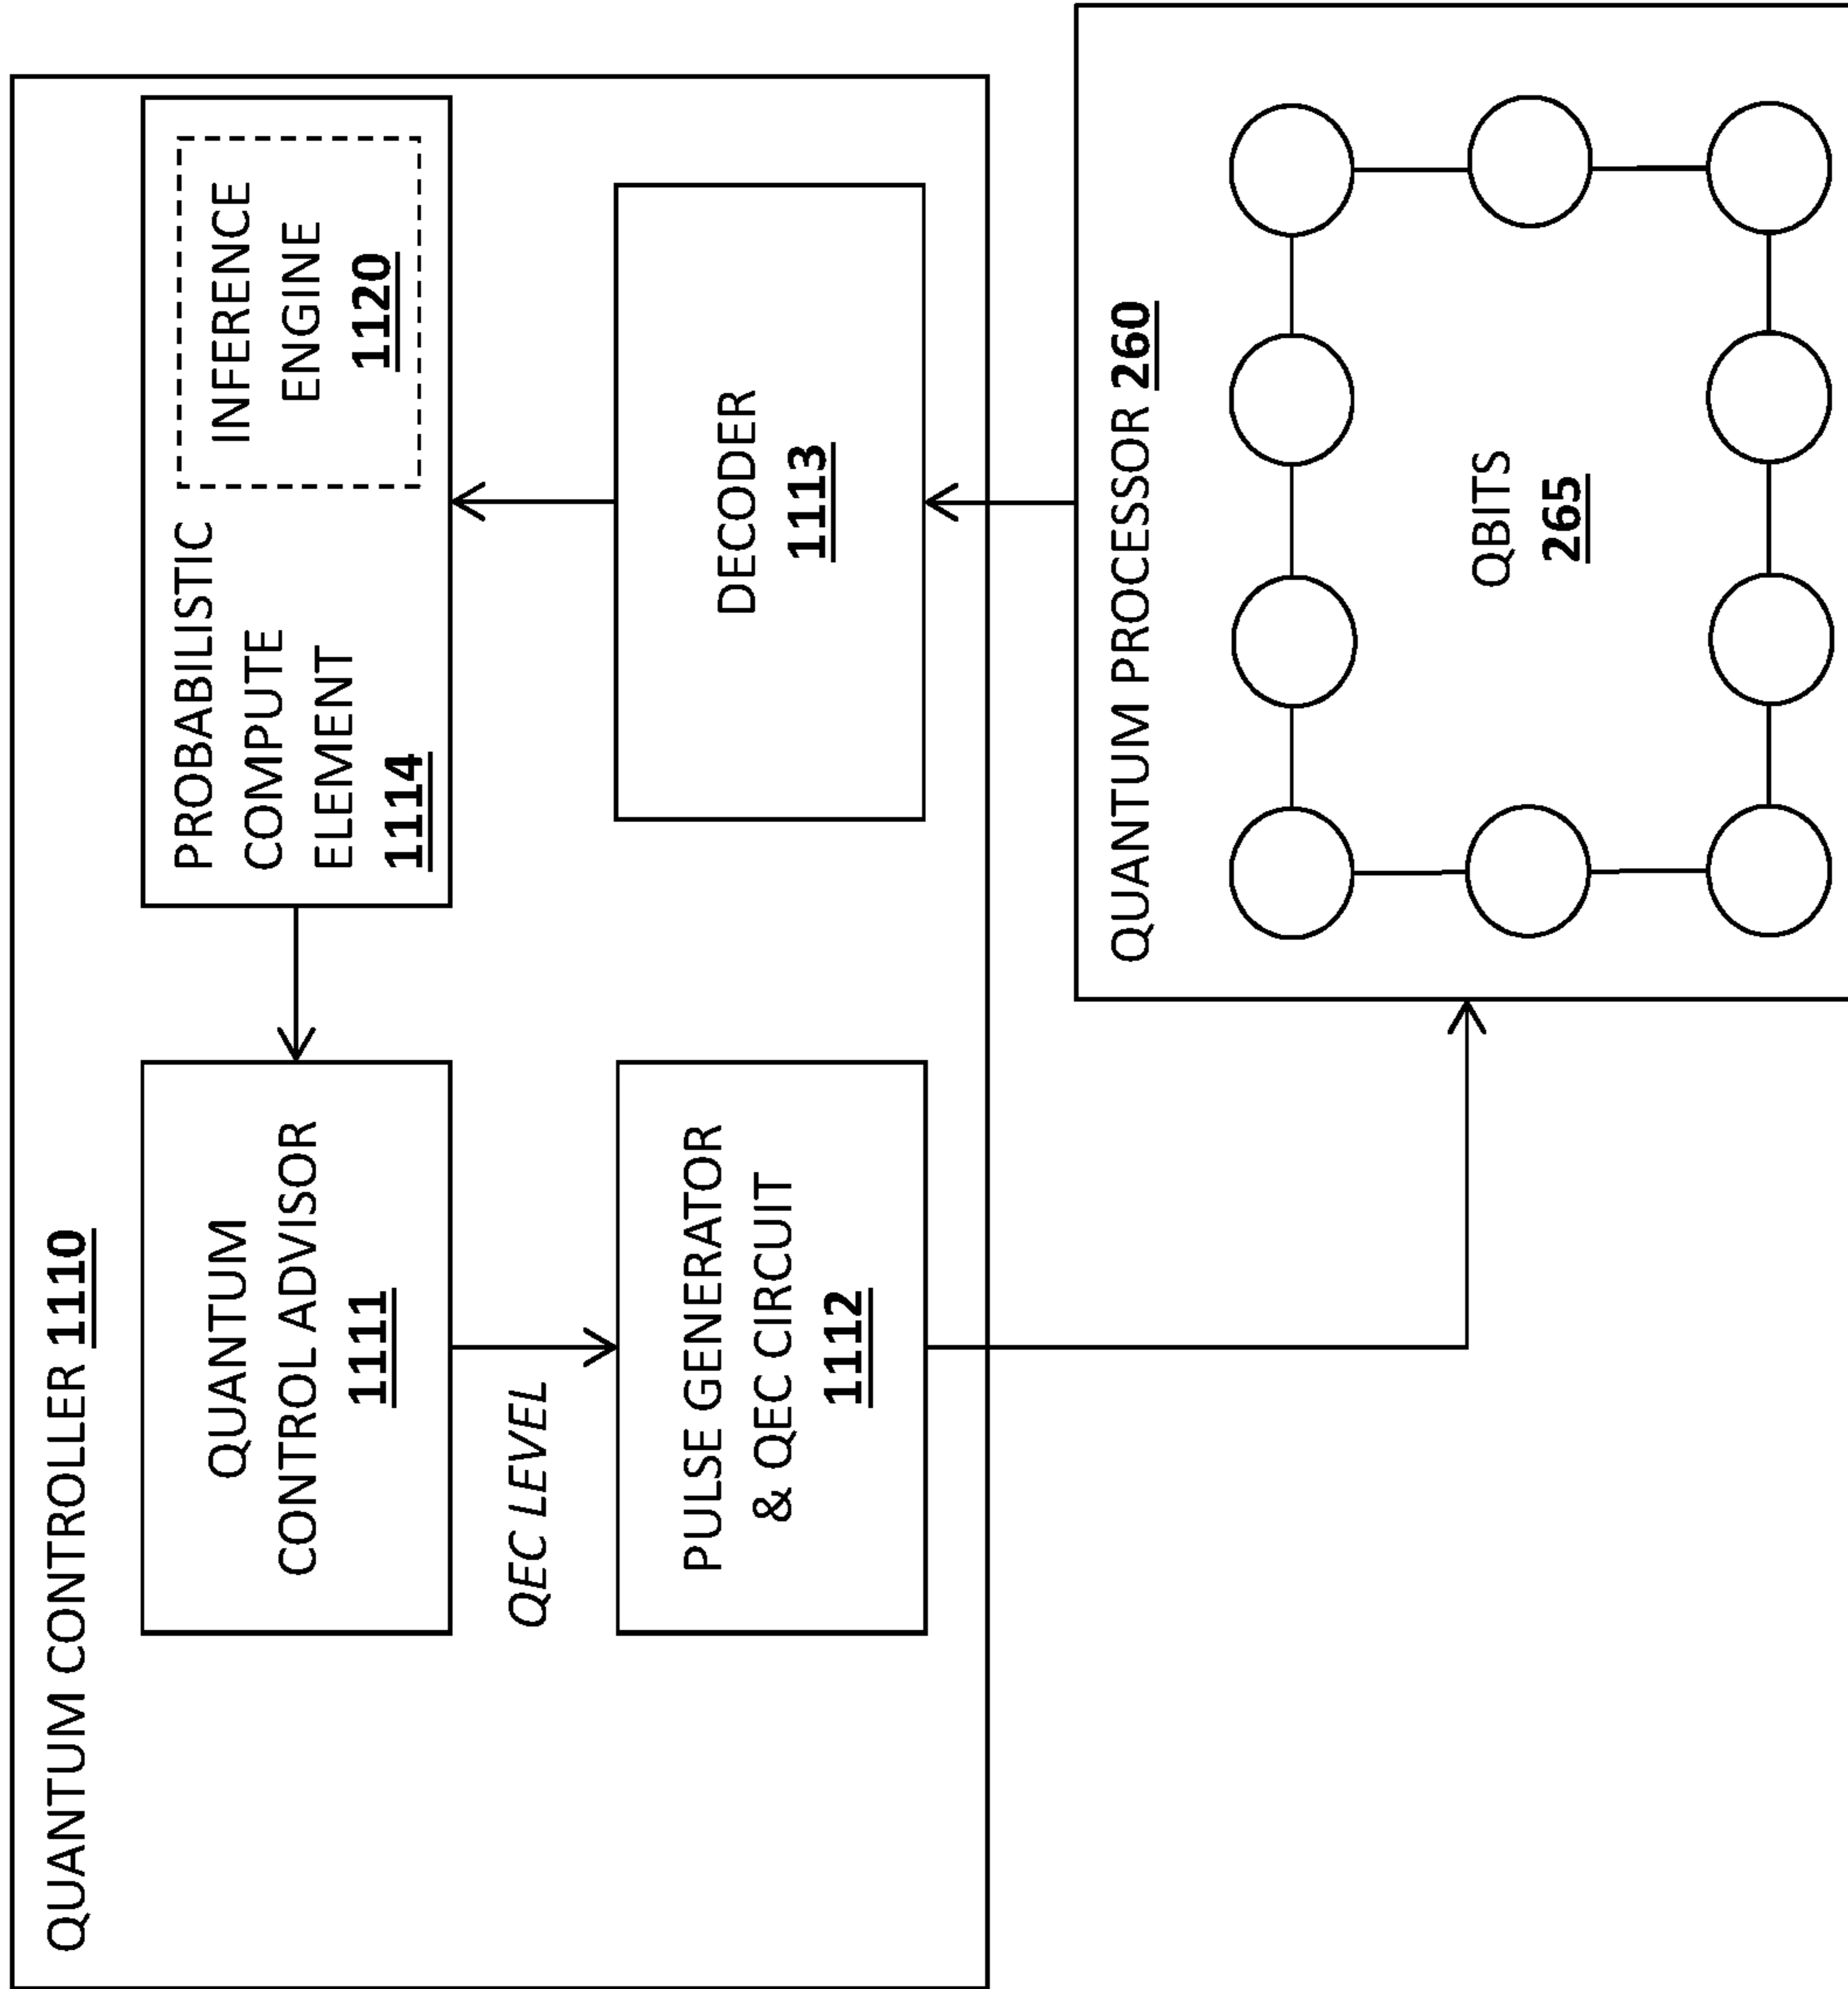 QUANTUM CONTROLLER 1110
QUANTUM
CONTROL ADVISOR
1111
QEC LEVEL
PULSE GENERATOR
& QEC CIRCUIT
1112
PROBABILISTIC
COMPUTE
ELEMENT
1114
INFERENCE
ENGINE
1120
DECODER
1113
QUANTUM PROCESSOR 260
QBITS
265